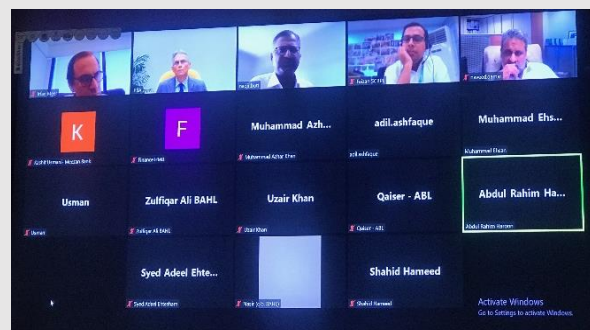 K
F
Muhammad Azh...
adil.ashfaque
Muhammad Ehs...
Muhammad Azhar Khan
adil.ashfaque
Muhammad Ehsan
Usman
Zulfiqar Ali BAHL
Uzair Khan
Qaiser - ABL
Abdul Rahim Ha...
Usman
Zulfiqar Ali BAHL
Uzair Khan
Qaiser - ABL
Abdul Rahim Haroon
Syed Adeel Ehte...
Shahid Hameed
Syed Adeel Ehtesham
Shahid Hameed
Activate Windows
Go to Settings to activate Windows.